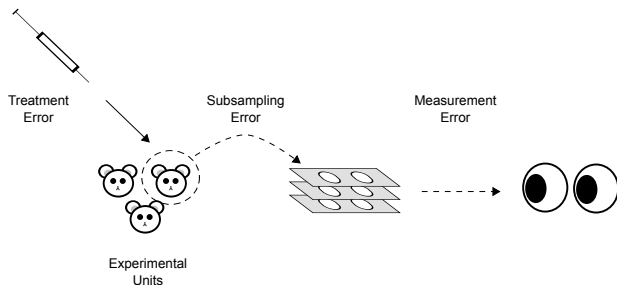 Treatment
Error
Subsampling
Error
Measurement
Error
Experimental
Units